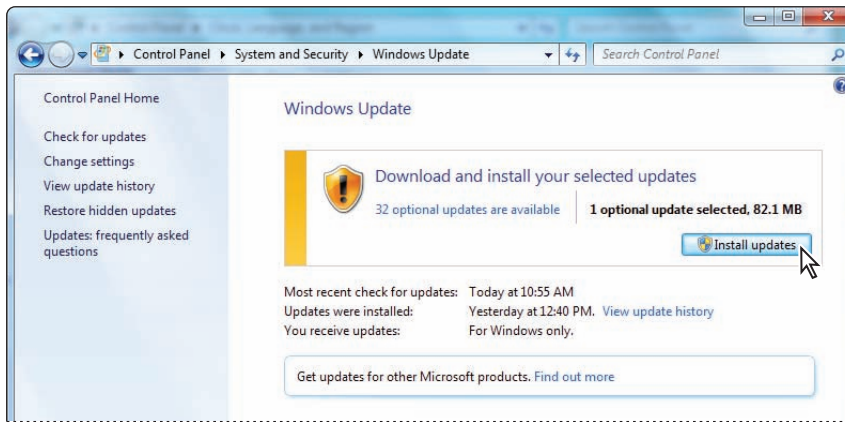 Control Panel ▸ System and Security ▸ Windows Update
Search Control Panel
Control Panel Home
Check for updates
Change settings
View update history
Restore hidden updates
Updates: frequently asked
questions
Windows Update
Download and install your selected updates
32 optional updates are available
1 optional update selected, 82.1 MB
Install updates
Most recent check for updates: Today at 10:55 AM
Updates were installed: Yesterday at 12:40 PM. View update history
You receive updates: For Windows only.
Get updates for other Microsoft products. Find out more